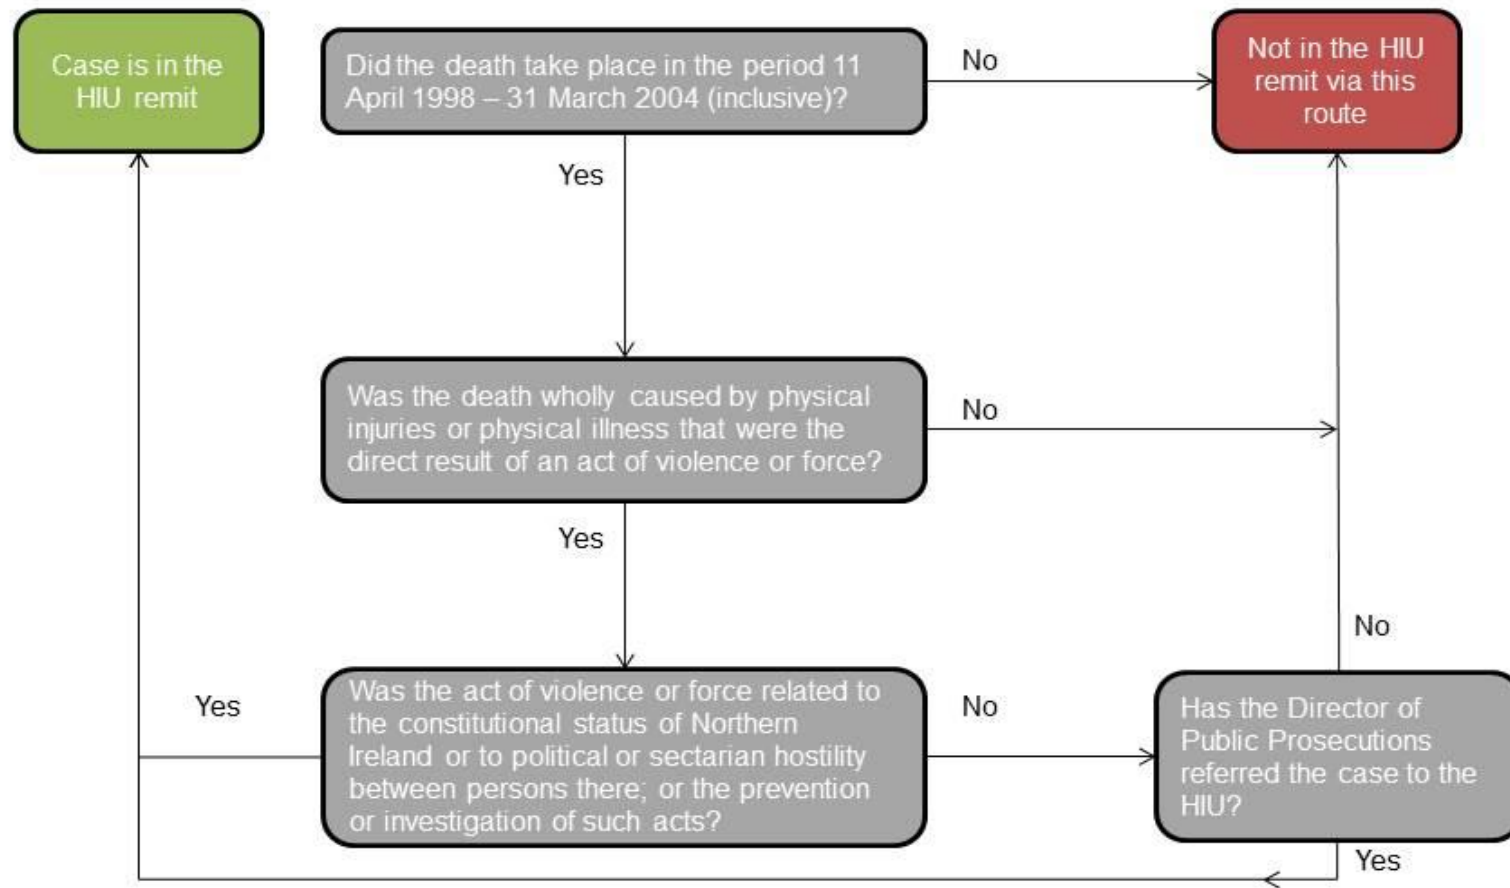 Case is in the
HIU remit
Did the death take place in the period 11
April 1998 – 31 March 2004 (inclusive)?
No
Not in the HIU
remit via this
route
Yes
Was the death wholly caused by physical
injuries or physical illness that were the
direct result of an act of violence or force?
No
Yes
No
Yes
Was the act of violence or force related to
the constitutional status of Northern
Ireland or to political or sectarian hostility
between persons there; or the prevention
or investigation of such acts?
No
Has the Director of
Public Prosecutions
referred the case to the
HIU?
Yes